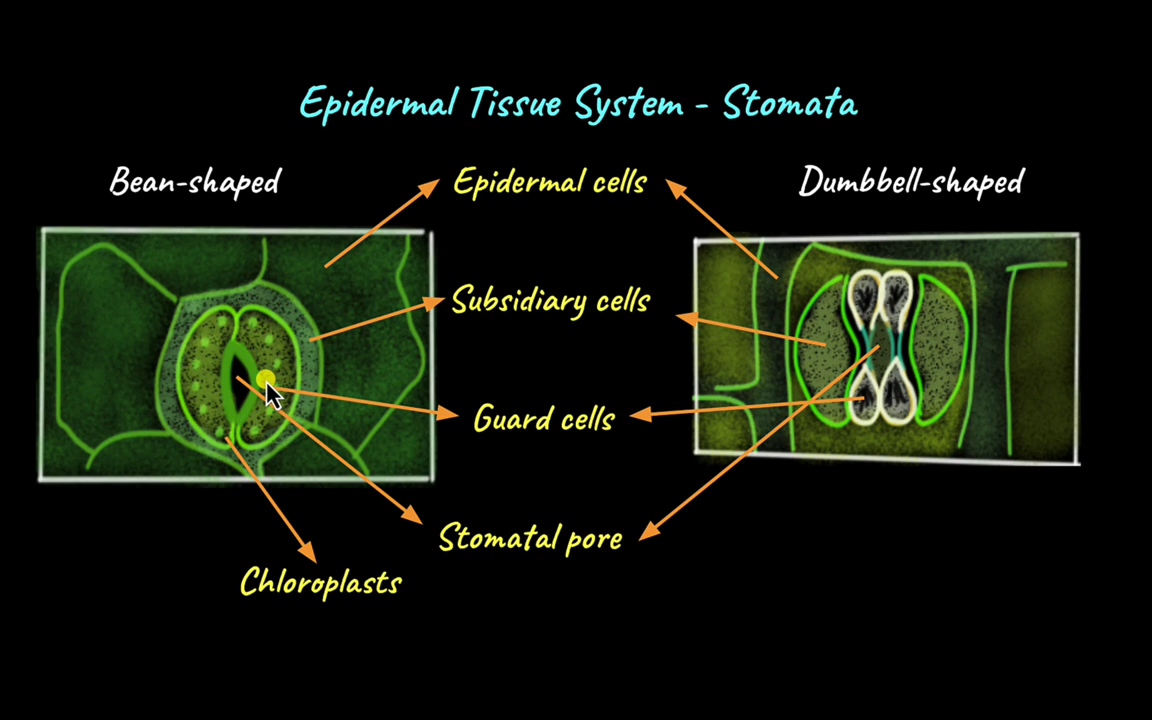 Epidermal Tissue System - Stomata
Bean-shaped
Epidermal cells
Dumbbell-shaped
Subsidiary cells
Guard cells
Stomatal pore
Chloroplasts